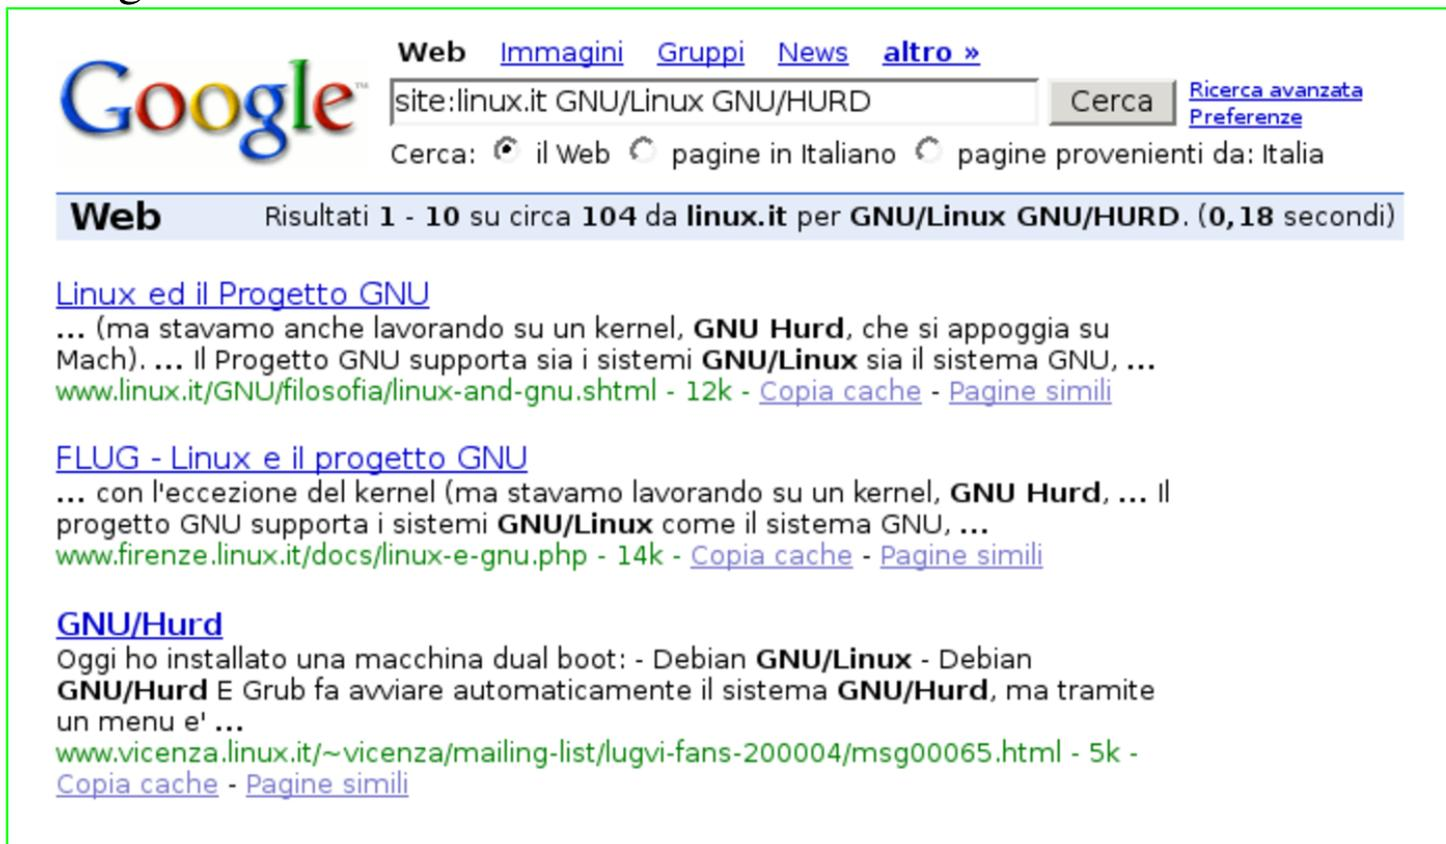 Web Immagini Gruppi News altro »
Google™
site:linux.it GNU/Linux GNU/HURD Cerca Ricerca avanzata
Preferenze
Cerca: il Web pagine in Italiano pagine provenienti da: Italia
Web Risultati 1 - 10 su circa 104 da linux.it per GNU/Linux GNU/HURD. (0,18 secondi)
Linux ed il Progetto GNU
... (ma stavamo anche lavorando su un kernel, GNU Hurd, che si appoggia su
Mach). ... Il Progetto GNU supporta sia i sistemi GNU/Linux sia il sistema GNU, ...
www.linux.it/GNU/filosofia/linux-and-gnu.shtml - 12k - Copia cache - Pagine simili
FLUG - Linux e il progetto GNU
... con l'eccezione del kernel (ma stavamo lavorando su un kernel, GNU Hurd, ... Il
progetto GNU supporta i sistemi GNU/Linux come il sistema GNU, ...
www.firenze.linux.it/docs/linux-e-gnu.php - 14k - Copia cache - Pagine simili
GNU/Hurd
Oggi ho installato una macchina dual boot: - Debian GNU/Linux - Debian
GNU/Hurd E Grub fa avviare automaticamente il sistema GNU/Hurd, ma tramite
un menu e' ...
www.vicenza.linux.it/~vicenza/mailing-list/lugvi-fans-200004/msg00065.html - 5k -
Copia cache - Pagine simili